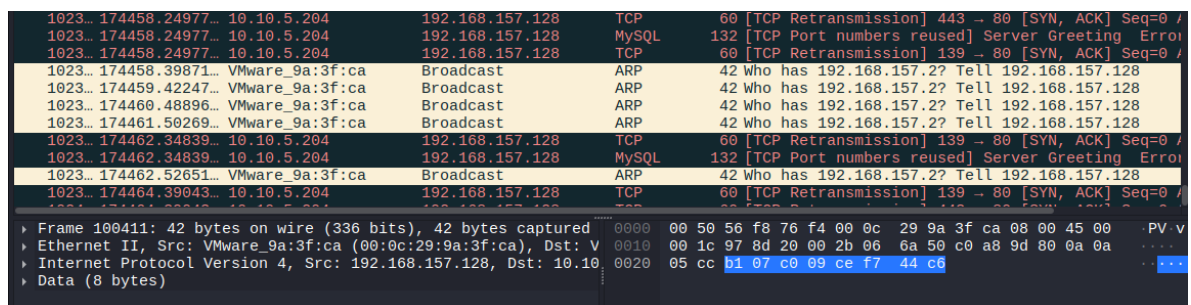 1023… 174458.24977… 10.10.5.204 192.168.157.128 TCP 60 [TCP Retransmission] 443 → 80 [SYN, ACK] Seq=0 A
1023… 174458.24977… 10.10.5.204 192.168.157.128 MySQL 132 [TCP Port numbers reused] Server Greeting Error
1023… 174458.24977… 10.10.5.204 192.168.157.128 TCP 60 [TCP Retransmission] 139 → 80 [SYN, ACK] Seq=0 A
1023… 174458.39871… VMware_9a:3f:ca Broadcast ARP 42 Who has 192.168.157.2? Tell 192.168.157.128
1023… 174459.42247… VMware_9a:3f:ca Broadcast ARP 42 Who has 192.168.157.2? Tell 192.168.157.128
1023… 174460.48896… VMware_9a:3f:ca Broadcast ARP 42 Who has 192.168.157.2? Tell 192.168.157.128
1023… 174461.50269… VMware_9a:3f:ca Broadcast ARP 42 Who has 192.168.157.2? Tell 192.168.157.128
1023… 174462.34839… 10.10.5.204 192.168.157.128 TCP 60 [TCP Retransmission] 139 → 80 [SYN, ACK] Seq=0 A
1023… 174462.34839… 10.10.5.204 192.168.157.128 MySQL 132 [TCP Port numbers reused] Server Greeting Error
1023… 174462.52651… VMware_9a:3f:ca Broadcast ARP 42 Who has 192.168.157.2? Tell 192.168.157.128
1023… 174464.39043… 10.10.5.204 192.168.157.128 TCP 60 [TCP Retransmission] 139 → 80 [SYN, ACK] Seq=0 A
Frame 100411: 42 bytes on wire (336 bits), 42 bytes captured
Ethernet II, Src: VMware_9a:3f:ca (00:0c:29:9a:3f:ca), Dst: V
Internet Protocol Version 4, Src: 192.168.157.128, Dst: 10.10
Data (8 bytes)
0000 00 50 56 f8 76 f4 00 0c 29 9a 3f ca 08 00 45 00 ·PV·v
0010 00 1c 97 8d 20 00 2b 06 6a 50 c0 a8 9d 80 0a 0a ····
0020 05 cc b1 07 c0 09 ce f7 44 c6 ·····